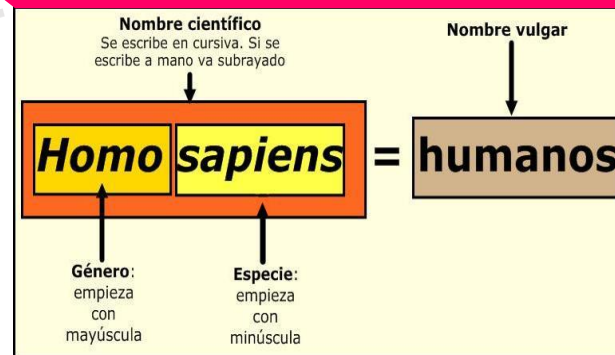 Nombre científico
Se escribe en cursiva. Si se
escribe a mano va subrayado
Nombre vulgar
Homo sapiens = humanos
Género:
empieza
con
mayúscula
Especie:
empieza
con
minúscula